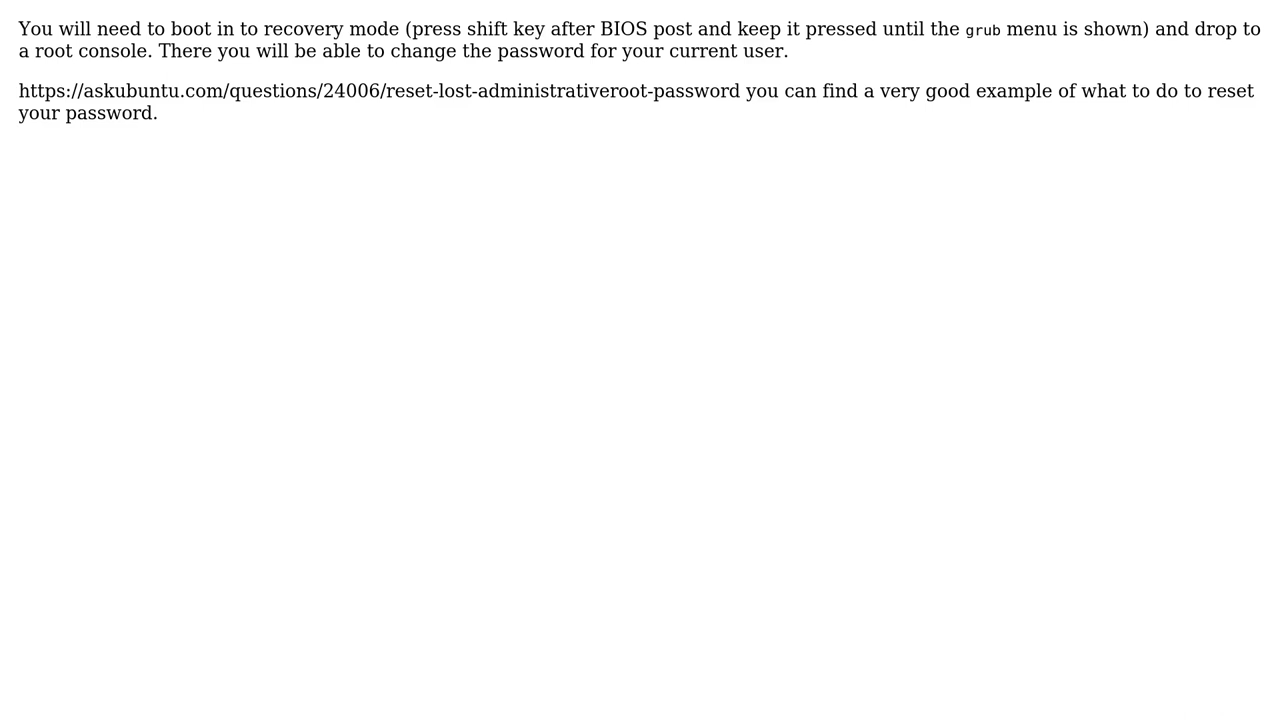 You will need to boot in to recovery mode (press shift key after BIOS post and keep it pressed until the grub menu is shown) and drop to
a root console. There you will be able to change the password for your current user.
https://askubuntu.com/questions/24006/reset-lost-administrativeroot-password you can find a very good example of what to do to reset
your password.